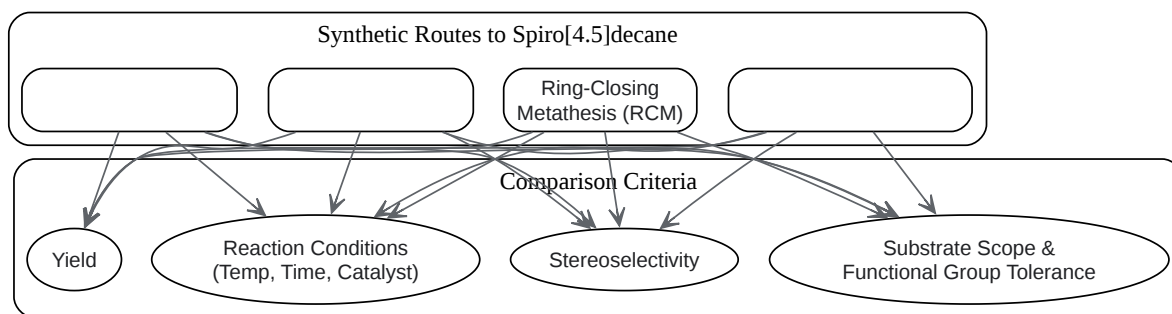 Synthetic Routes to Spiro[4.5]decane
Ring-Closing
Metathesis (RCM)
Comparison Criteria
Yield
Reaction Conditions
(Temp, Time, Catalyst)
Stereoselectivity
Substrate Scope &
Functional Group Tolerance